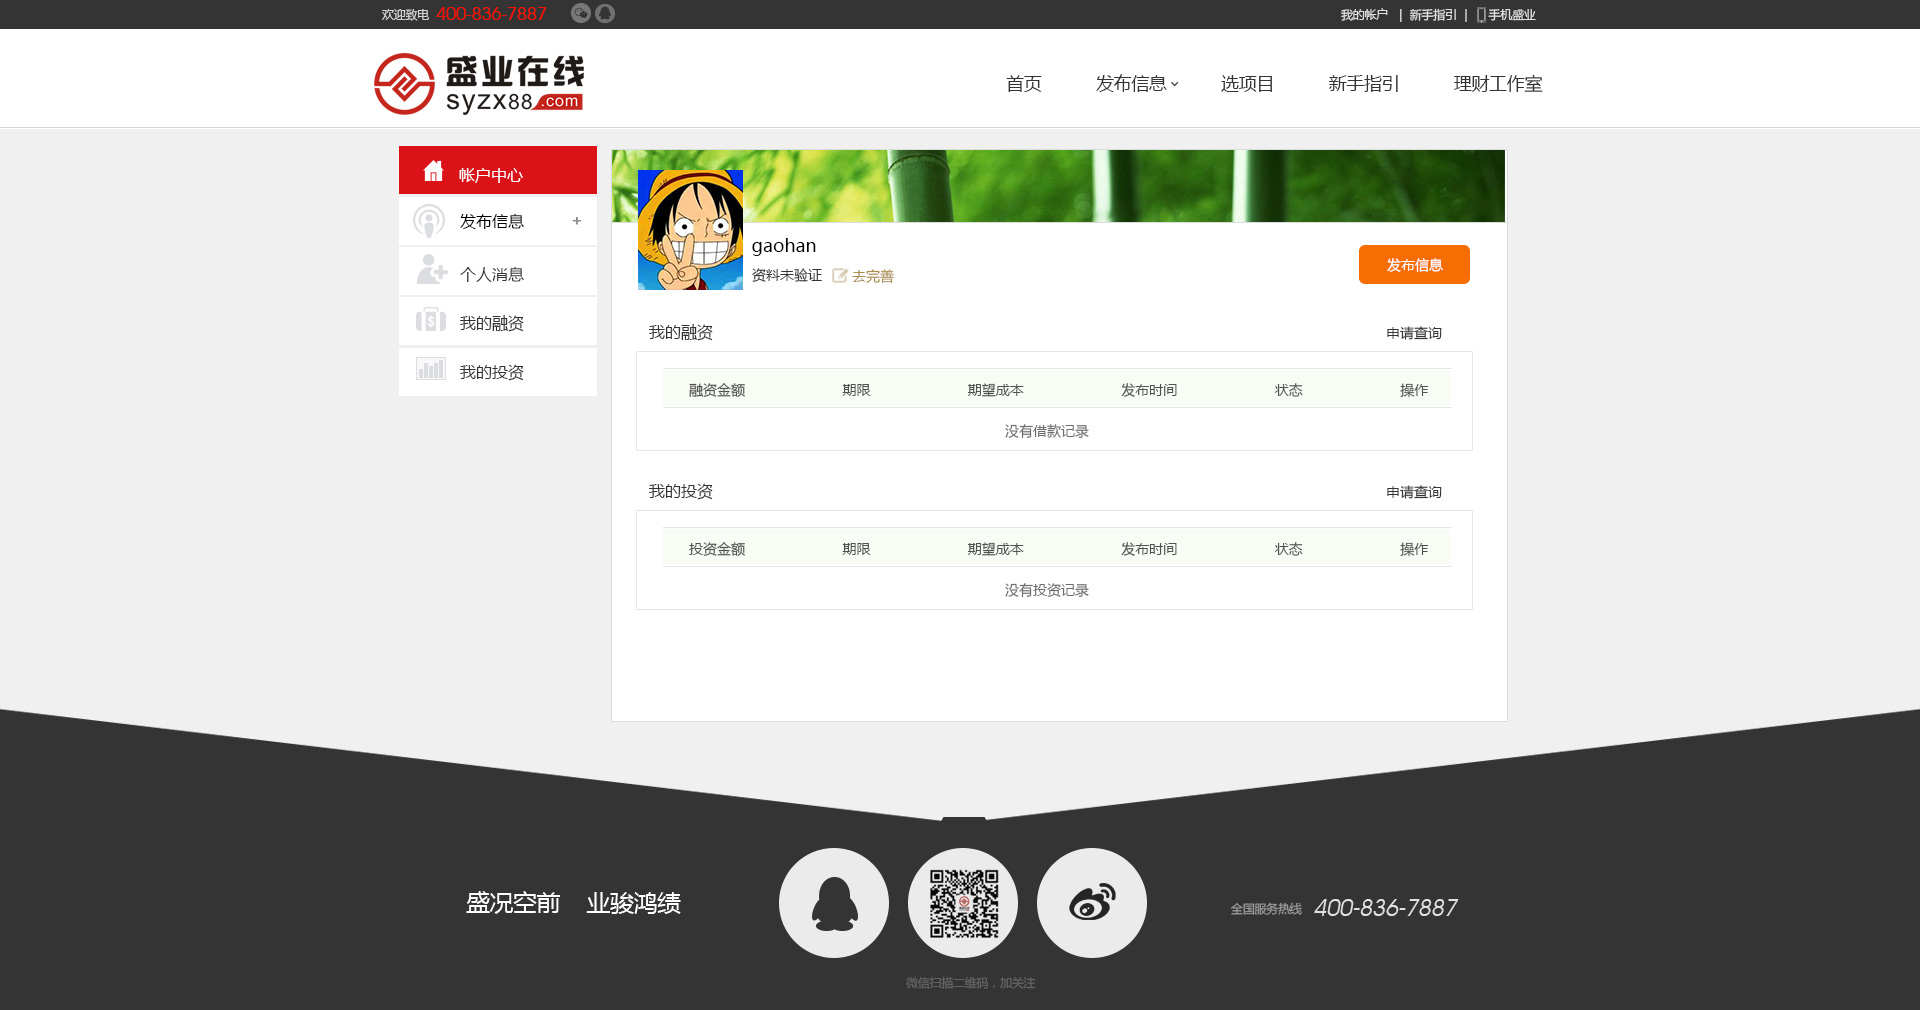 欢迎致电 400-836-7887
我的帐户 | 新手指引 | 手机盛业
盛业在线
syzx88.com
首页 发布信息 选项目 新手指引 理财工作室
帐户中心
发布信息 +
个人消息
我的融资
我的投资
gaohan
资料未验证 去完善
发布信息
我的融资 申请查询
融资金额 期限 期望成本 发布时间 状态 操作
没有借款记录
我的投资 申请查询
投资金额 期限 期望成本 发布时间 状态 操作
没有投资记录
盛况空前 业骏鸿绩
全国服务热线 400-836-7887
微信扫描二维码，加关注